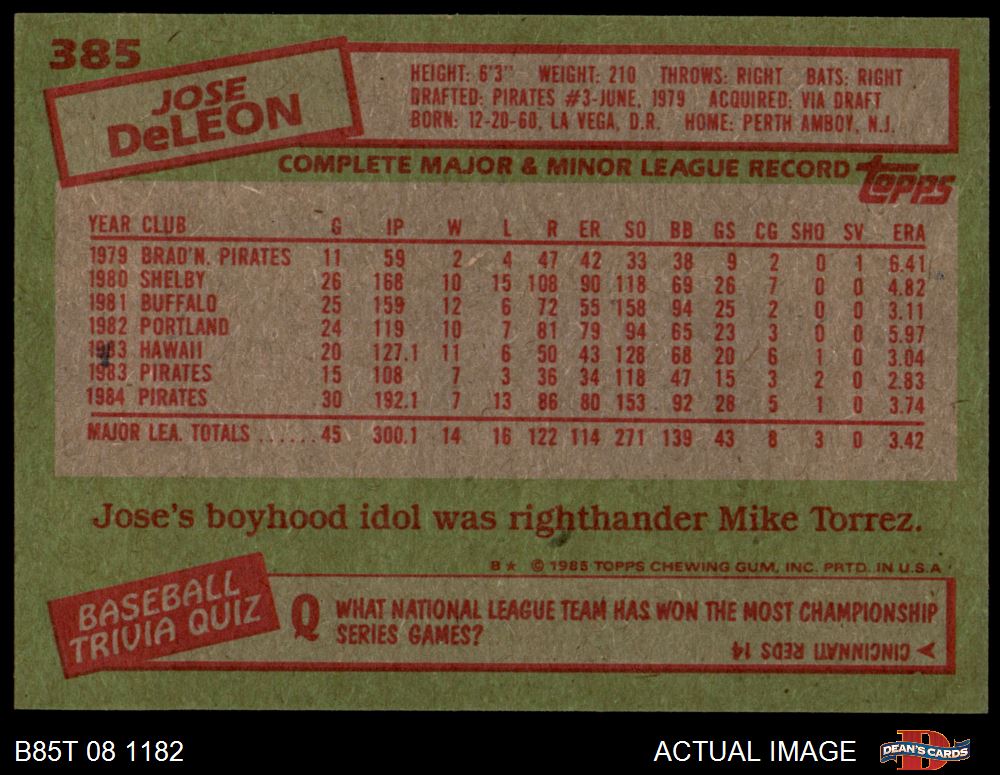 385
JOSE
DeLEON
HEIGHT: 6'3" WEIGHT: 210 THROWS: RIGHT BATS: RIGHT
DRAFTED: PIRATES #3-JUNE, 1979 ACQUIRED: VIA DRAFT
BORN: 12-20-60, LA VEGA, D.R. HOME: PERTH AMBOY, N.J.
COMPLETE MAJOR & MINOR LEAGUE RECORD topps
YEAR CLUB G IP W L R ER SO BB GS CG SHO SV ERA
1979 BRAD'N. PIRATES 11 59 2 4 47 42 33 38 9 2 0 1 6.41
1980 SHELBY 26 168 10 15 108 90 118 69 26 7 0 0 4.82
1981 BUFFALO 25 159 12 6 72 55 158 94 25 2 0 0 3.11
1982 PORTLAND 24 119 10 7 81 79 94 65 23 3 0 0 5.97
1983 HAWAII 20 127.1 11 6 50 43 128 68 20 6 1 0 3.04
1983 PIRATES 15 108 7 3 36 34 118 47 15 3 2 0 2.83
1984 PIRATES 30 192.1 7 13 86 80 153 92 28 5 1 0 3.74
MAJOR LEA. TOTALS ......45 300.1 14 16 122 114 271 139 43 8 3 0 3.42
Jose's boyhood idol was righthander Mike Torrez.
B* © 1985 TOPPS CHEWING GUM, INC. PRTD. IN U.S.A.
BASEBALL
TRIVIA QUIZ
Q WHAT NATIONAL LEAGUE TEAM HAS WON THE MOST CHAMPIONSHIP
SERIES GAMES?
CINCINNATI REDS 14
B85T 08 1182
ACTUAL IMAGE
D
DEAN'S CARDS